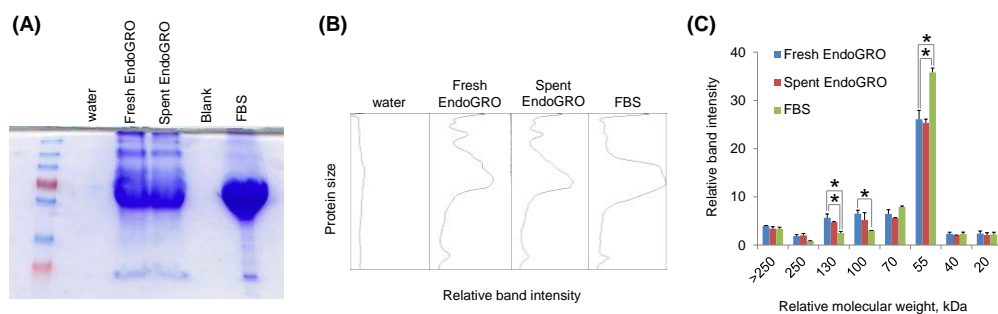 (A)
water
Fresh EndoGRO
Spent EndoGRO
Blank
FBS
(B)
water
Fresh
EndoGRO
Spent
EndoGRO
FBS
Protein size
Relative band intensity
(C)
Fresh EndoGRO
Spent EndoGRO
FBS
*
*
*
*
*
Relative band intensity
40
30
20
10
0
>250
250
130
100
70
55
40
20
Relative molecular weight, kDa